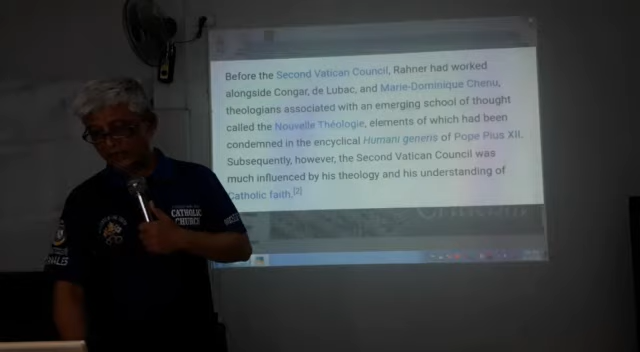 Before the Second Vatican Council, Rahner had worked
alongside Congar, de Lubac, and Marie-Dominique Chenu,
theologians associated with an emerging school of thought
called the Nouvelle Théologie, elements of which had been
condemned in the encyclical Humani generis of Pope Pius XII.
Subsequently, however, the Second Vatican Council was
much influenced by his theology and his understanding of
Catholic faith.[2]
Criticism
CATHOLIC
CHURCH